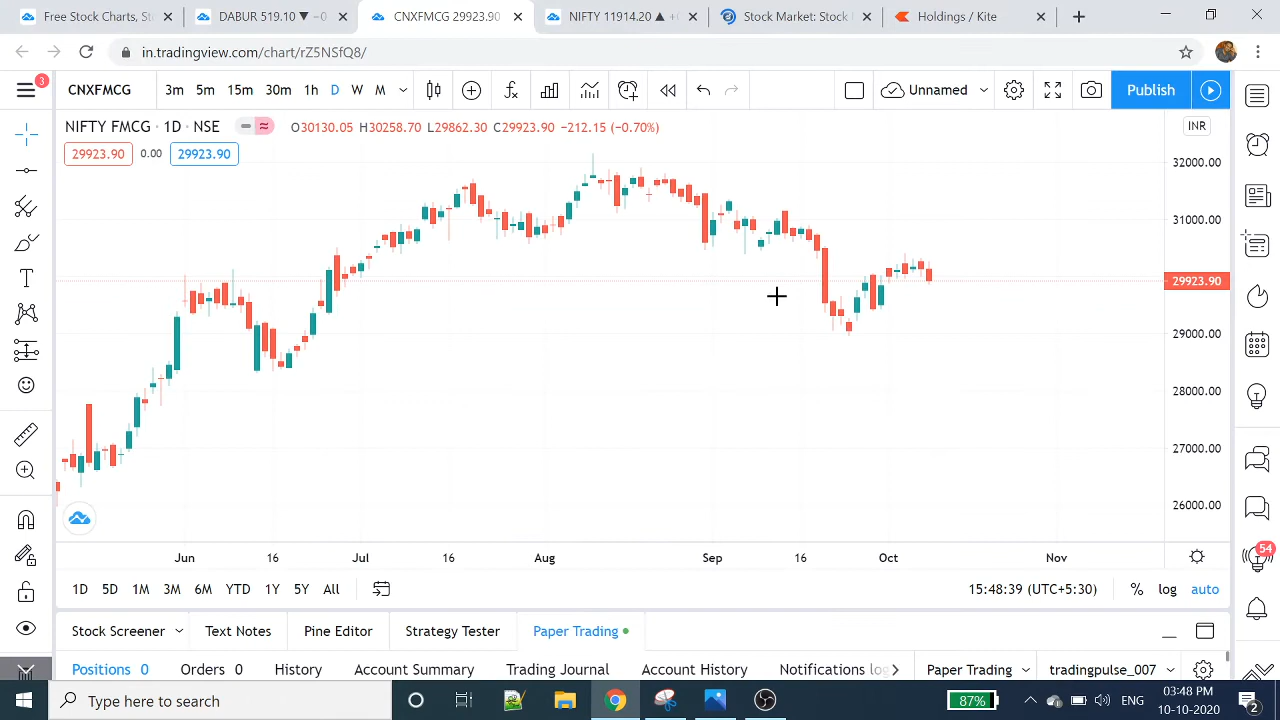 Free Stock Charts, St
DABUR 519.10 ▼ −0
CNXFMCG 29923.90
NIFTY 11914.20 ▲ +
Stock Market: Stock
Holdings / Kite
in.tradingview.com/chart/rZ5NSfQ8/
3
CNXFMCG 3m 5m 15m 30m 1h D W M Unnamed Publish
NIFTY FMCG · 1D · NSE O30130.05 H30258.70 L29862.30 C29923.90 −212.15 (−0.70%)
INR
29923.90 0.00 29923.90
32000.00
31000.00
29923.90
29000.00
28000.00
27000.00
26000.00
Jun 16 Jul 16 Aug Sep 16 Oct Nov
54
1D 5D 1M 3M 6M YTD 1Y 5Y All 15:48:39 (UTC+5:30) % log auto
Stock Screener Text Notes Pine Editor Strategy Tester Paper Trading
Positions 0 Orders 0 History Account Summary Trading Journal Account History Notifications log Paper Trading tradingpulse_007
Type here to search 87% ENG 03:48 PM
10-10-2020 2